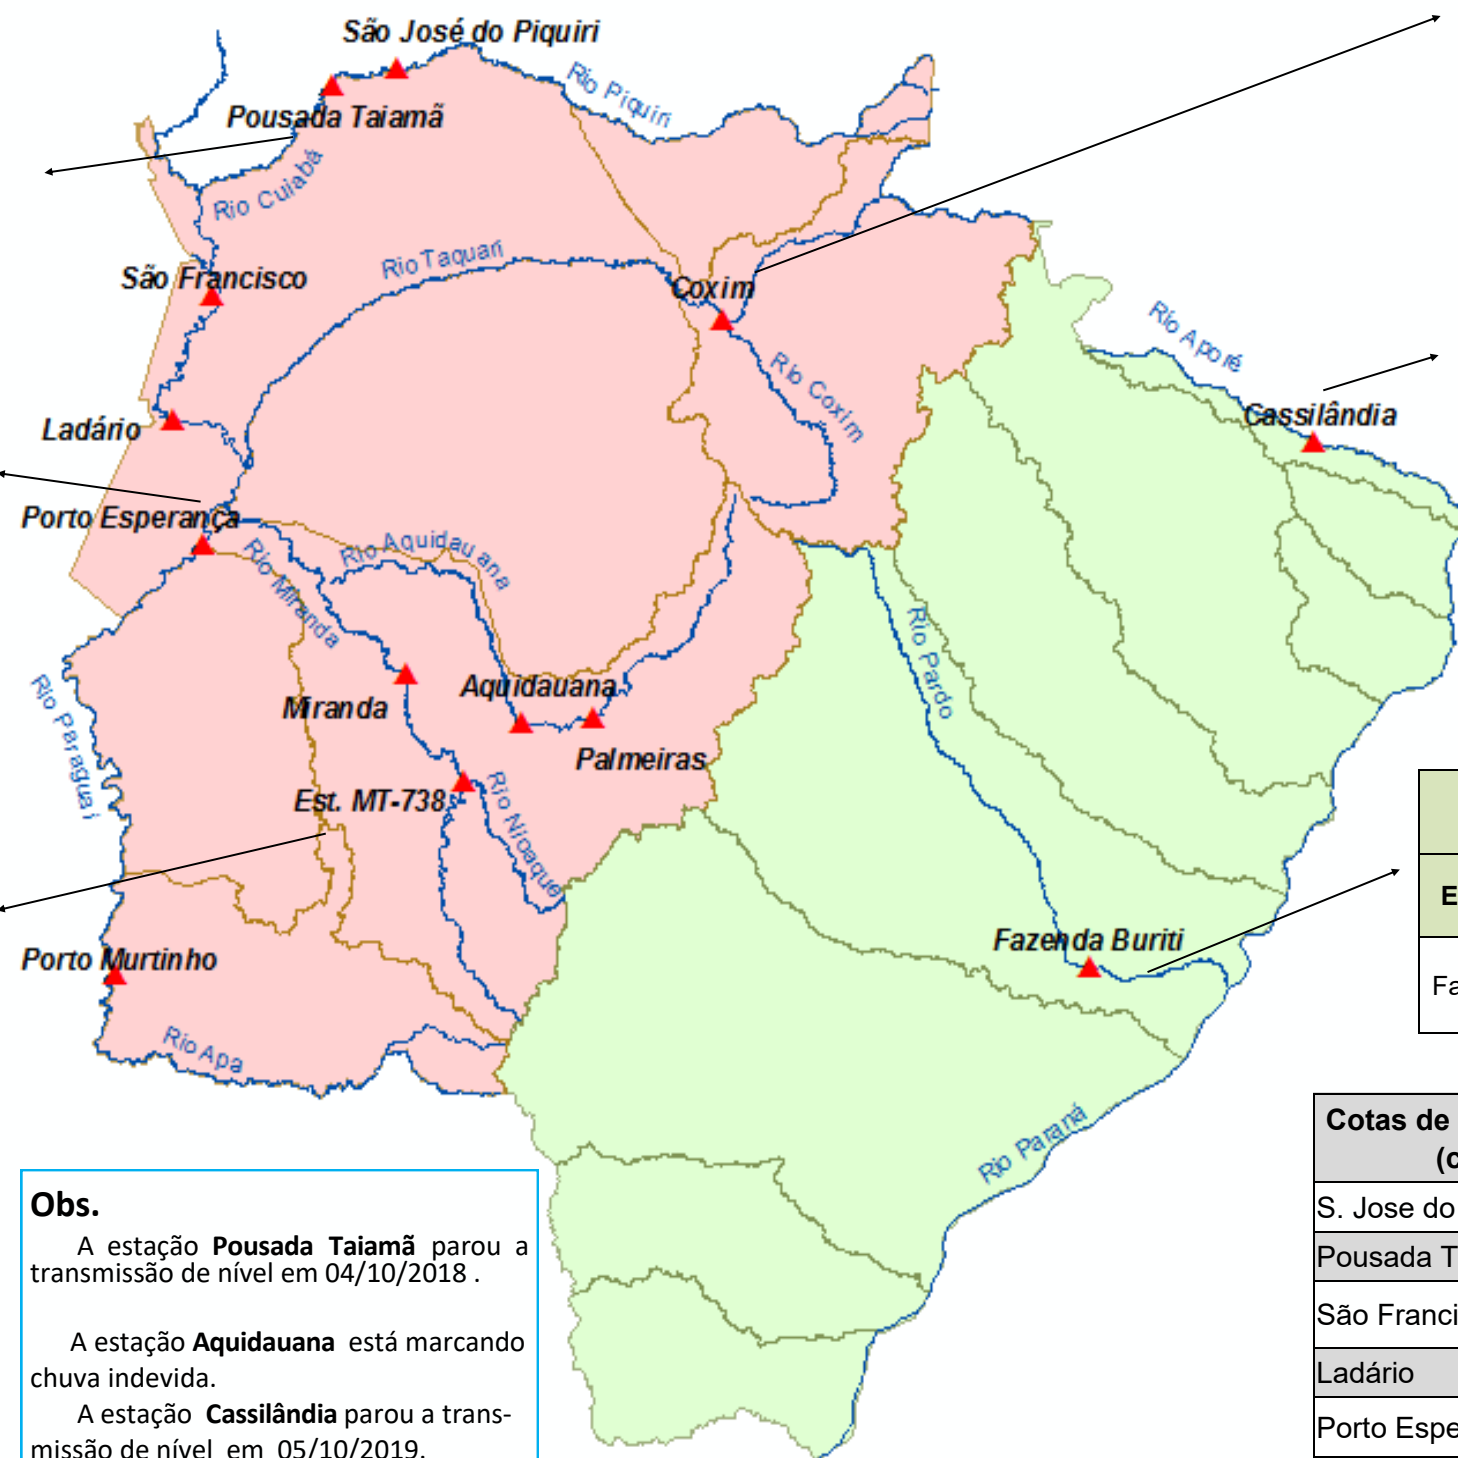 São José do Piquiri
Rio Piquiri
Pousada Taiamã
Rio Cuiabá
Rio Taquari
São Francisco
Coxim
Rio Aporé
Rio Coxim
Cassilândia
Ladário
Porto Esperança
Rio Aquidauana
Rio Miranda
Rio Pardo
Rio Paraguai
Aquidauana
Miranda
Palmeiras
Est. MT-738
Rio Nioaque
E
Fazenda Buriti
Porto Murtinho
Fa
Rio Apa
Rio Paraná
Obs.
A estação Pousada Taiamã parou a
transmissão de nível em 04/10/2018 .
A estação Aquidauana está marcando
chuva indevida.
A estação Cassilândia parou a trans-
missão de nível em 05/10/2019.
Cotas de
(c
S. Jose do
Pousada T
São Franci
Ladário
Porto Espe